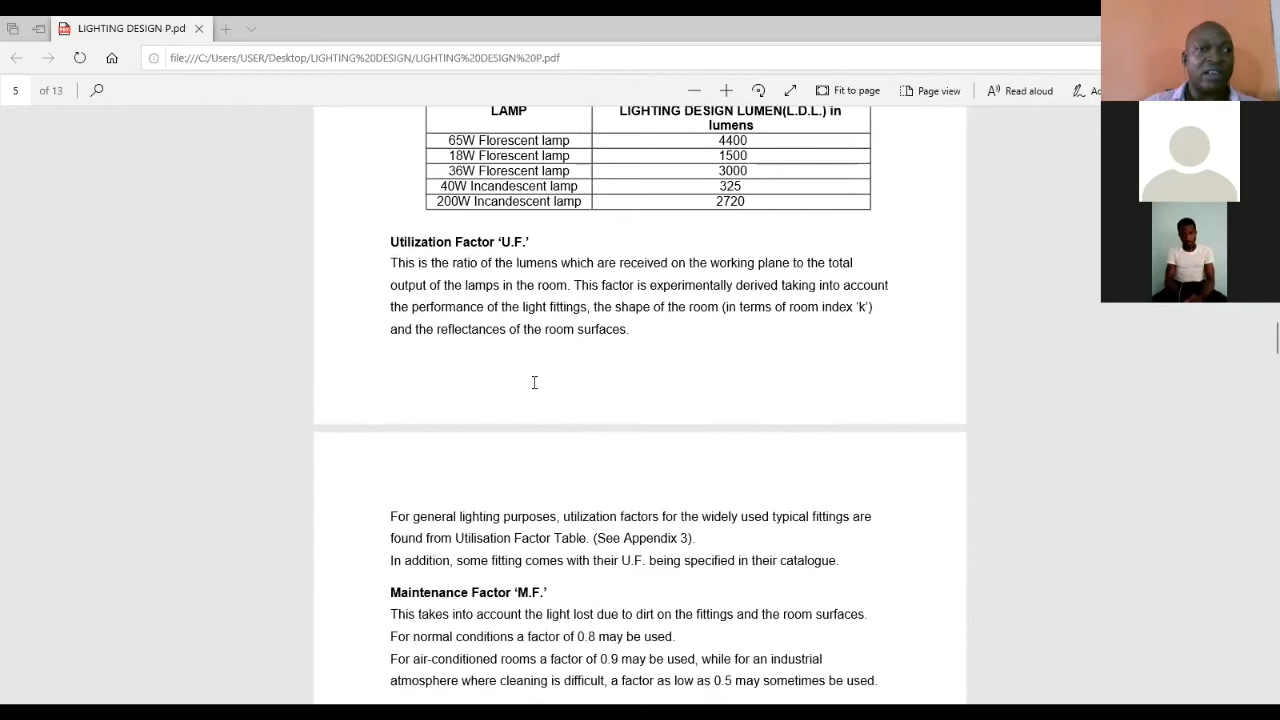 LIGHTING DESIGN P.pd
file:///C:/Users/USER/Desktop/LIGHTING%20DESIGN/LIGHTING%20DESIGN%20P.pdf
5 of 13 Fit to page Page view Read aloud
LAMP LIGHTING DESIGN LUMEN(L.D.L.) in
lumens
65W Florescent lamp 4400
18W Florescent lamp 1500
36W Florescent lamp 3000
40W Incandescent lamp 325
200W Incandescent lamp 2720
Utilization Factor ‘U.F.’
This is the ratio of the lumens which are received on the working plane to the total
output of the lamps in the room. This factor is experimentally derived taking into account
the performance of the light fittings, the shape of the room (in terms of room index ‘k’)
and the reflectances of the room surfaces.
For general lighting purposes, utilization factors for the widely used typical fittings are
found from Utilisation Factor Table. (See Appendix 3).
In addition, some fitting comes with their U.F. being specified in their catalogue.
Maintenance Factor ‘M.F.’
This takes into account the light lost due to dirt on the fittings and the room surfaces.
For normal conditions a factor of 0.8 may be used.
For air-conditioned rooms a factor of 0.9 may be used, while for an industrial
atmosphere where cleaning is difficult, a factor as low as 0.5 may sometimes be used.